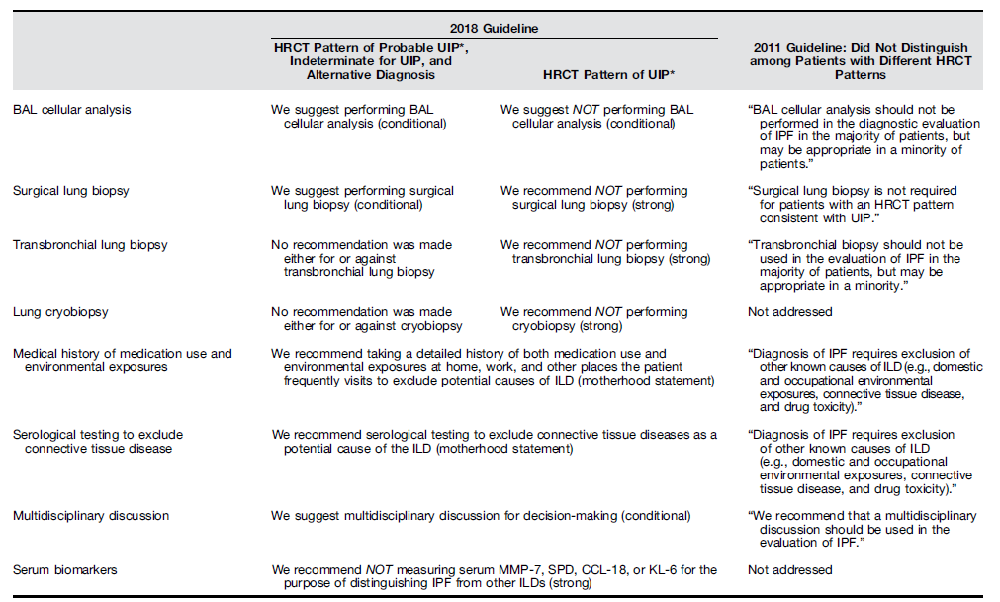 2018 Guideline
HRCT Pattern of Probable UIP*,
Indeterminate for UIP, and
Alternative Diagnosis
HRCT Pattern of UIP*
2011 Guideline: Did Not Distinguish
among Patients with Different HRCT
Patterns
BAL cellular analysis
We suggest performing BAL
cellular analysis (conditional)
We suggest NOT performing BAL
cellular analysis (conditional)
“BAL cellular analysis should not be
performed in the diagnostic evaluation
of IPF in the majority of patients, but
may be appropriate in a minority of
patients.”
Surgical lung biopsy
We suggest performing surgical
lung biopsy (conditional)
We recommend NOT performing
surgical lung biopsy (strong)
“Surgical lung biopsy is not required
for patients with an HRCT pattern
consistent with UIP.”
Transbronchial lung biopsy
No recommendation was made
either for or against
transbronchial lung biopsy
We recommend NOT performing
transbronchial lung biopsy (strong)
“Transbronchial biopsy should not be
used in the evaluation of IPF in the
majority of patients, but may be
appropriate in a minority.”
Lung cryobiopsy
No recommendation was made
either for or against cryobiopsy
We recommend NOT performing
cryobiopsy (strong)
Not addressed
Medical history of medication use and
environmental exposures
We recommend taking a detailed history of both medication use and
environmental exposures at home, work, and other places the patient
frequently visits to exclude potential causes of ILD (motherhood statement)
“Diagnosis of IPF requires exclusion of
other known causes of ILD (e.g., domestic
and occupational environmental
exposures, connective tissue disease,
and drug toxicity).”
Serological testing to exclude
connective tissue disease
We recommend serological testing to exclude connective tissue diseases as a
potential cause of the ILD (motherhood statement)
“Diagnosis of IPF requires exclusion
of other known causes of ILD
(e.g., domestic and occupational
environmental exposures, connective
tissue disease, and drug toxicity).”
Multidisciplinary discussion
We suggest multidisciplinary discussion for decision-making (conditional)
“We recommend that a multidisciplinary
discussion should be used in the
evaluation of IPF.”
Serum biomarkers
We recommend NOT measuring serum MMP-7, SPD, CCL-18, or KL-6 for the
purpose of distinguishing IPF from other ILDs (strong)
Not addressed